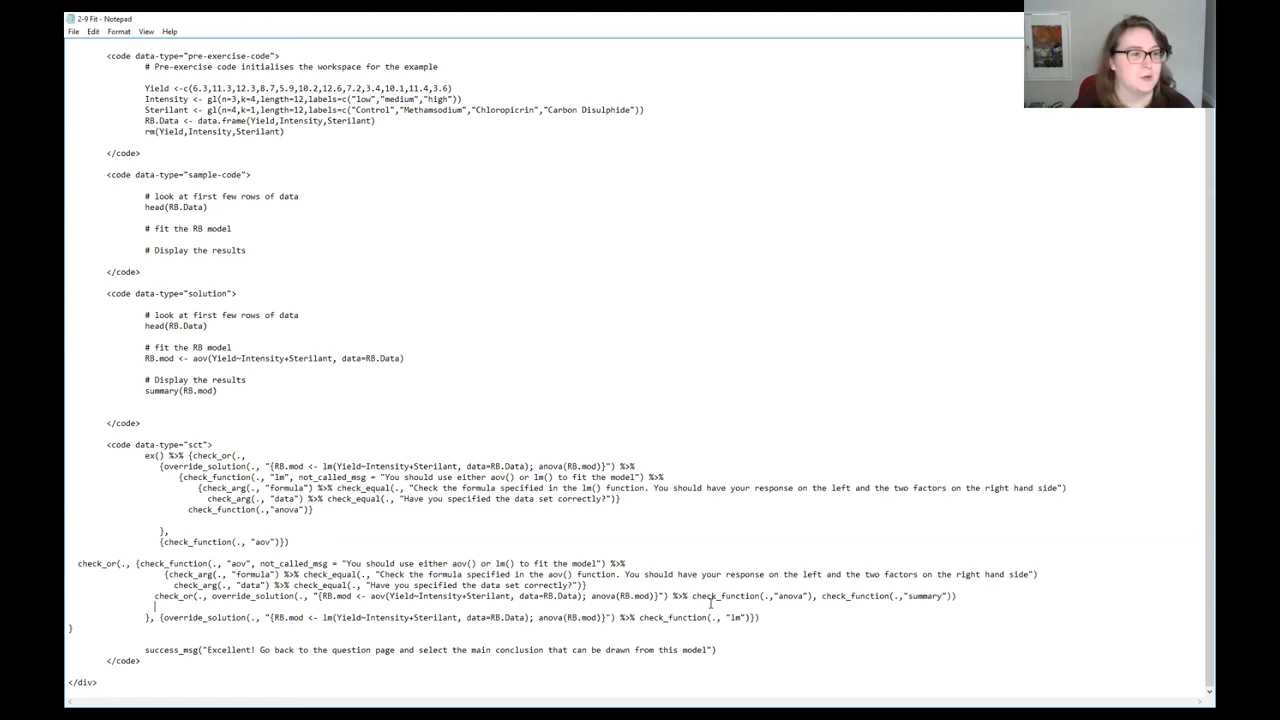 2-9 Fit - Notepad
File Edit Format View Help
<code data-type="pre-exercise-code">
# Pre-exercise code initialises the workspace for the example
Yield <-c(6.3,11.3,12.3,8.7,5.9,10.2,12.6,7.2,3.4,10.1,11.4,3.6)
Intensity <- gl(n=3,k=4,length=12,labels=c("low","medium","high"))
Sterilant <- gl(n=4,k=1,length=12,labels=c("Control","Methamsodium","Chloropicrin","Carbon Disulphide"))
RB.Data <- data.frame(Yield,Intensity,Sterilant)
rm(Yield,Intensity,Sterilant)
</code>
<code data-type="sample-code">
# look at first few rows of data
head(RB.Data)
# fit the RB model
# Display the results
</code>
<code data-type="solution">
# look at first few rows of data
head(RB.Data)
# fit the RB model
RB.mod <- aov(Yield~Intensity+Sterilant, data=RB.Data)
# Display the results
summary(RB.mod)
</code>
<code data-type="sct">
ex() %>% {check_or(.,
{override_solution(., "{RB.mod <- lm(Yield~Intensity+Sterilant, data=RB.Data); anova(RB.mod)}") %>%
{check_function(., "lm", not_called_msg = "You should use either aov() or lm() to fit the model") %>%
{check_arg(., "formula") %>% check_equal(., "Check the formula specified in the lm() function. You should have your response on the left and the two factors on the right hand side")
check_arg(., "data") %>% check_equal(., "Have you specified the data set correctly?")}
check_function(.,"anova")}
},
{check_function(., "aov")})
check_or(., {check_function(., "aov", not_called_msg = "You should use either aov() or lm() to fit the model") %>%
{check_arg(., "formula") %>% check_equal(., "Check the formula specified in the aov() function. You should have your response on the left and the two factors on the right hand side")
check_arg(., "data") %>% check_equal(., "Have you specified the data set correctly?")}
check_or(., override_solution(., "{RB.mod <- aov(Yield~Intensity+Sterilant, data=RB.Data); anova(RB.mod)}") %>% check_function(.,"anova"), check_function(.,"summary"))
}, {override_solution(., "{RB.mod <- lm(Yield~Intensity+Sterilant, data=RB.Data); anova(RB.mod)}") %>% check_function(., "lm")})
}
success_msg("Excellent! Go back to the question page and select the main conclusion that can be drawn from this model")
</code>
</div>